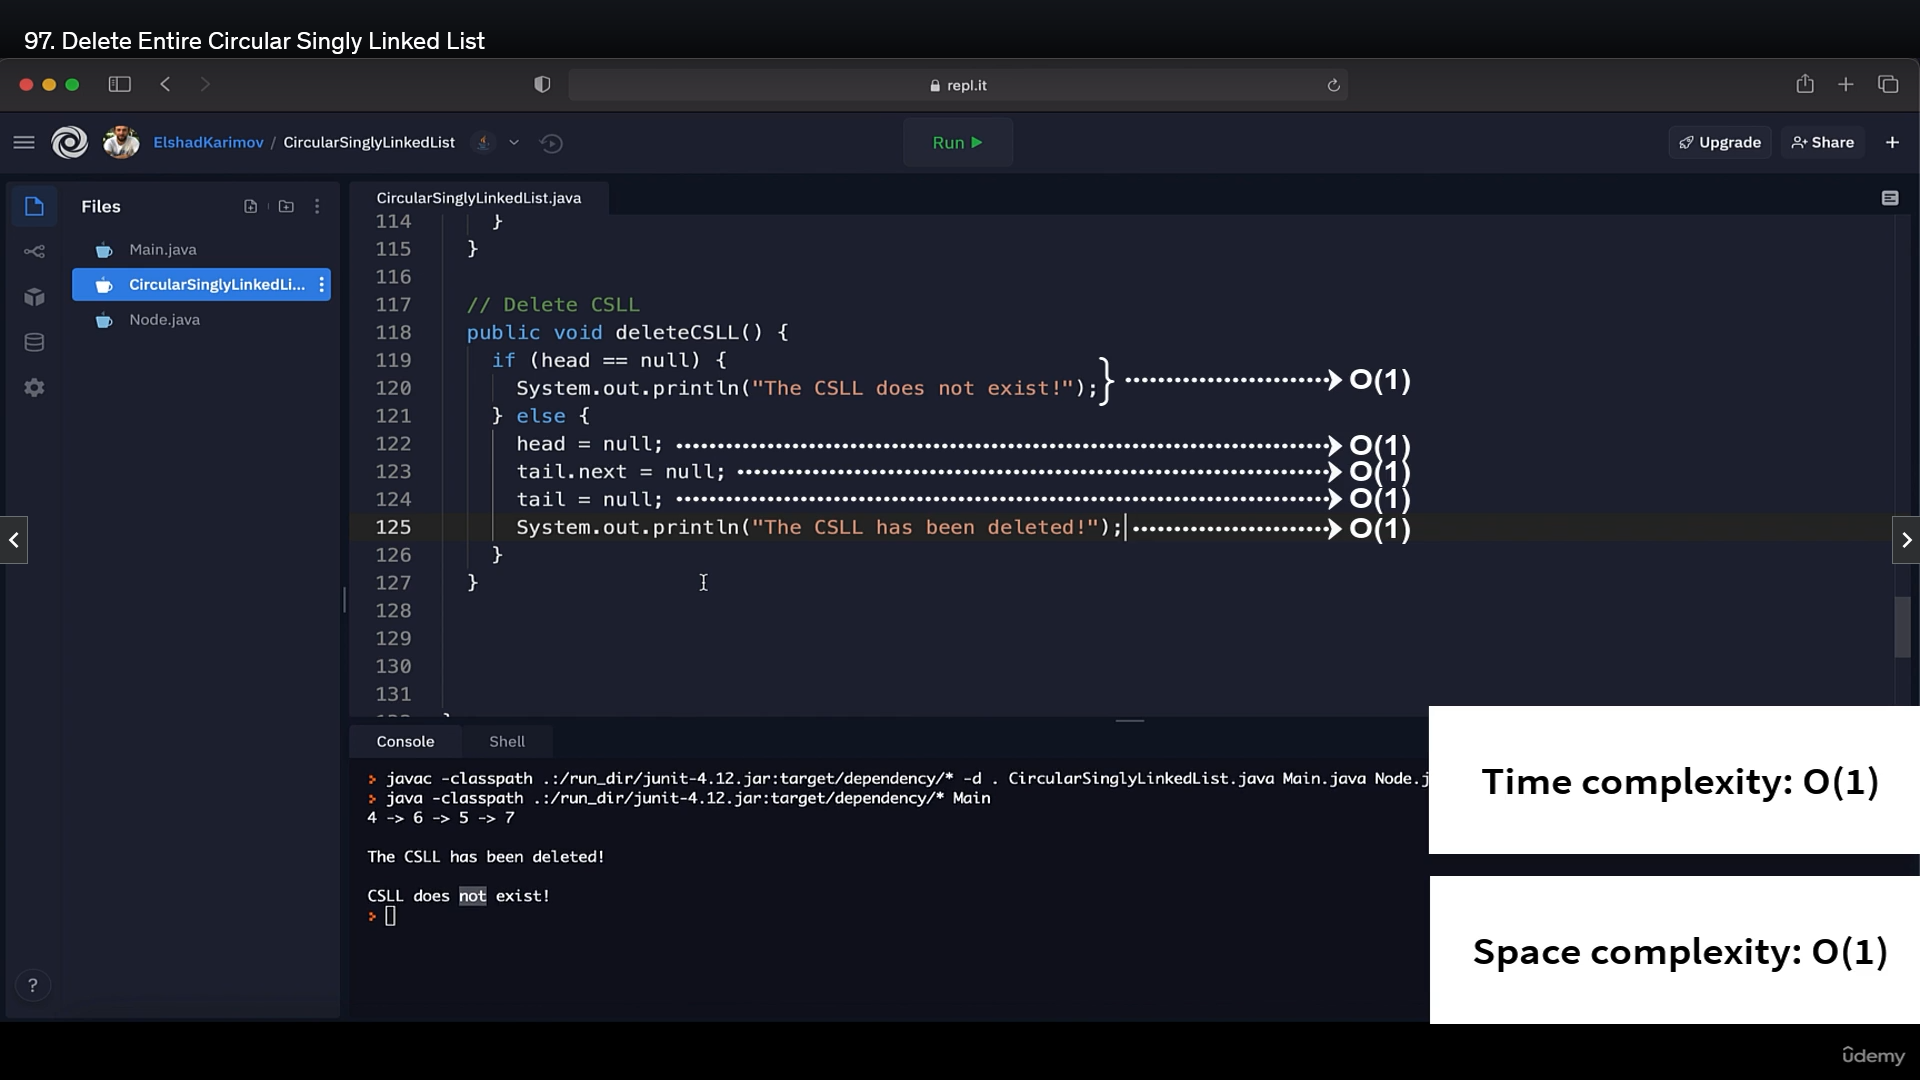 97. Delete Entire Circular Singly Linked List
repl.it
ElshadKarimov / CircularSinglyLinkedList
Run
Upgrade
Share
Files
Main.java
CircularSinglyLinkedLi...
Node.java
CircularSinglyLinkedList.java
114 }
115 }
116
117 // Delete CSLL
118 public void deleteCSLL() {
119 if (head == null) {
120 System.out.println("The CSLL does not exist!"); O(1)
121 } else {
122 head = null; O(1)
123 tail.next = null; O(1)
124 tail = null; O(1)
125 System.out.println("The CSLL has been deleted!"); O(1)
126 }
127 }
128
129
130
131
Console Shell
javac -classpath .:/run_dir/junit-4.12.jar:target/dependency/* -d . CircularSinglyLinkedList.java Main.java Node.j
java -classpath .:/run_dir/junit-4.12.jar:target/dependency/* Main
4 -> 6 -> 5 -> 7
The CSLL has been deleted!
CSLL does not exist!
Time complexity: O(1)
Space complexity: O(1)
?
ûdemy